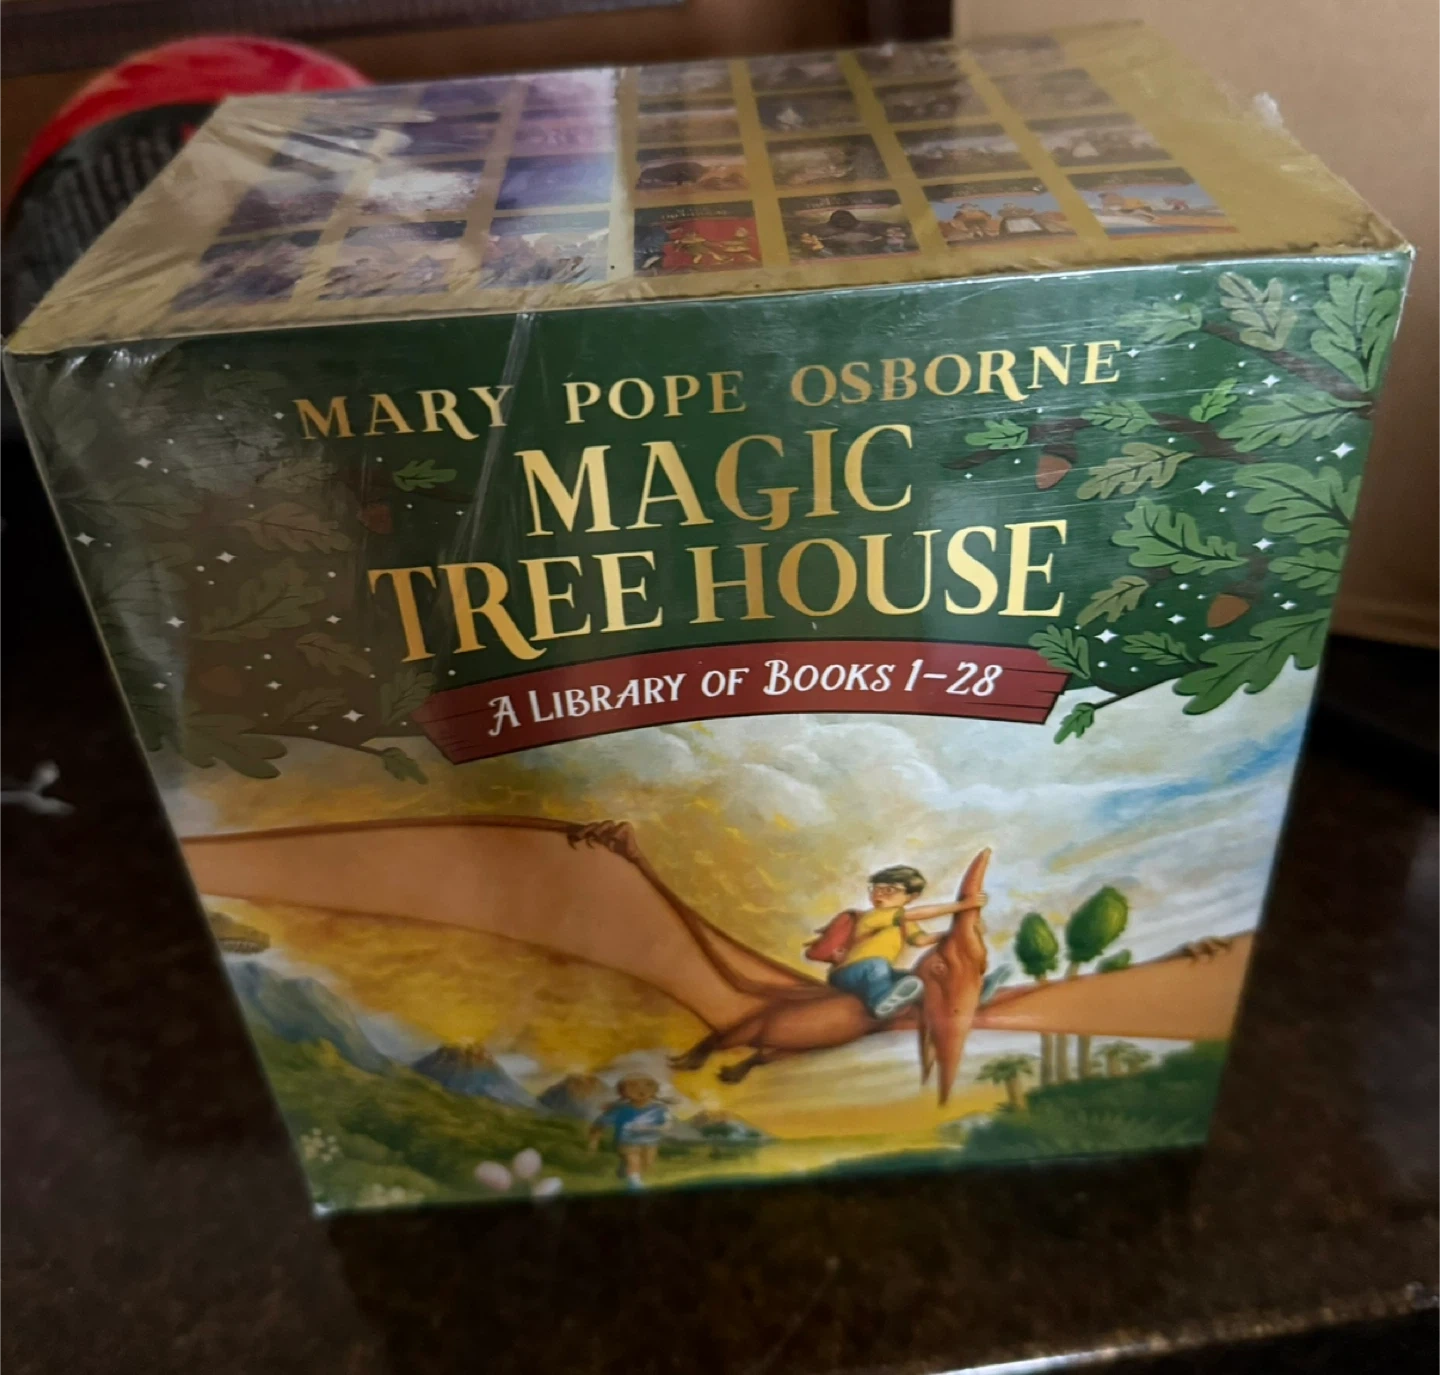 MARY POPE OSBORNE
MAGIC
TREE HOUSE
A LIBRARY OF BOOKS 1–28